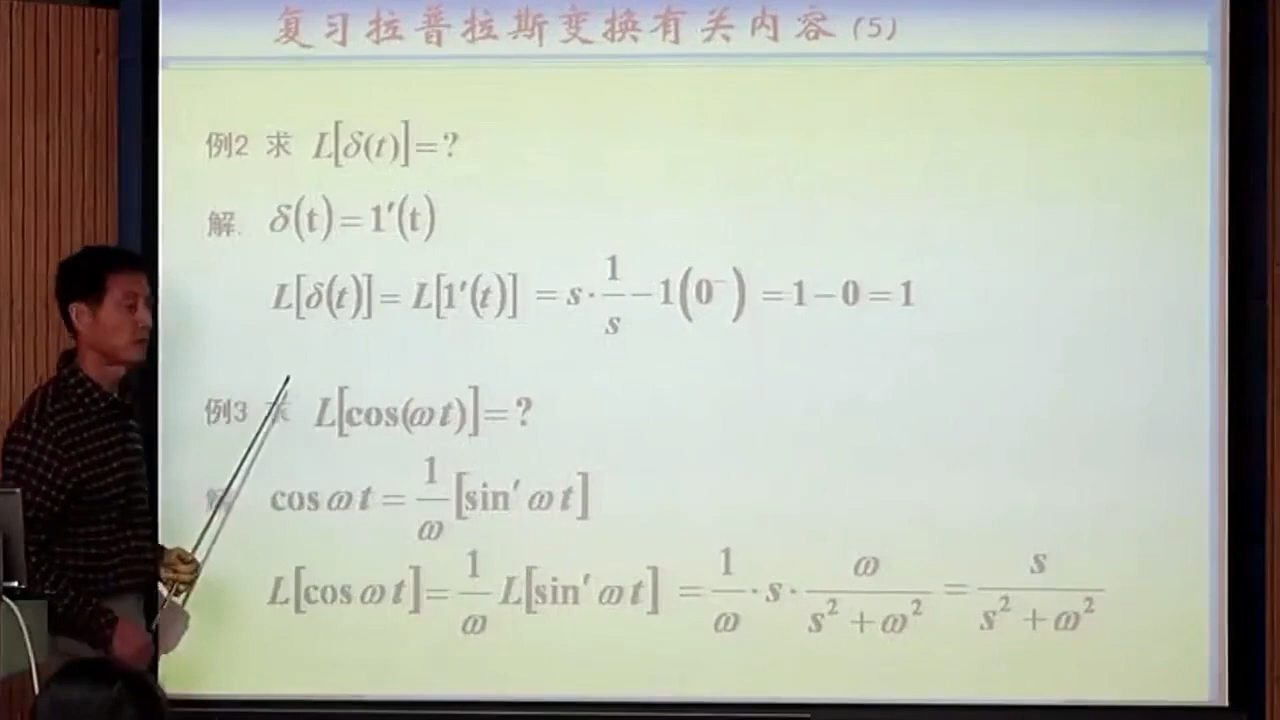 复习拉普拉斯变换有关内容(5)
例2 求 L[δ(t)]=?
解. δ(t)=1′(t)
L[δ(t)]= L[1′(t)] = s·1/s−1(0⁻) =1−0=1
例3 求 L[cos(ωt)]=?
解 cos ωt = 1/ω [sin′ ωt]
L[cos ωt]= 1/ω L[sin′ ωt] = 1/ω · s · ω/(s²+ω²) = s/(s²+ω²)